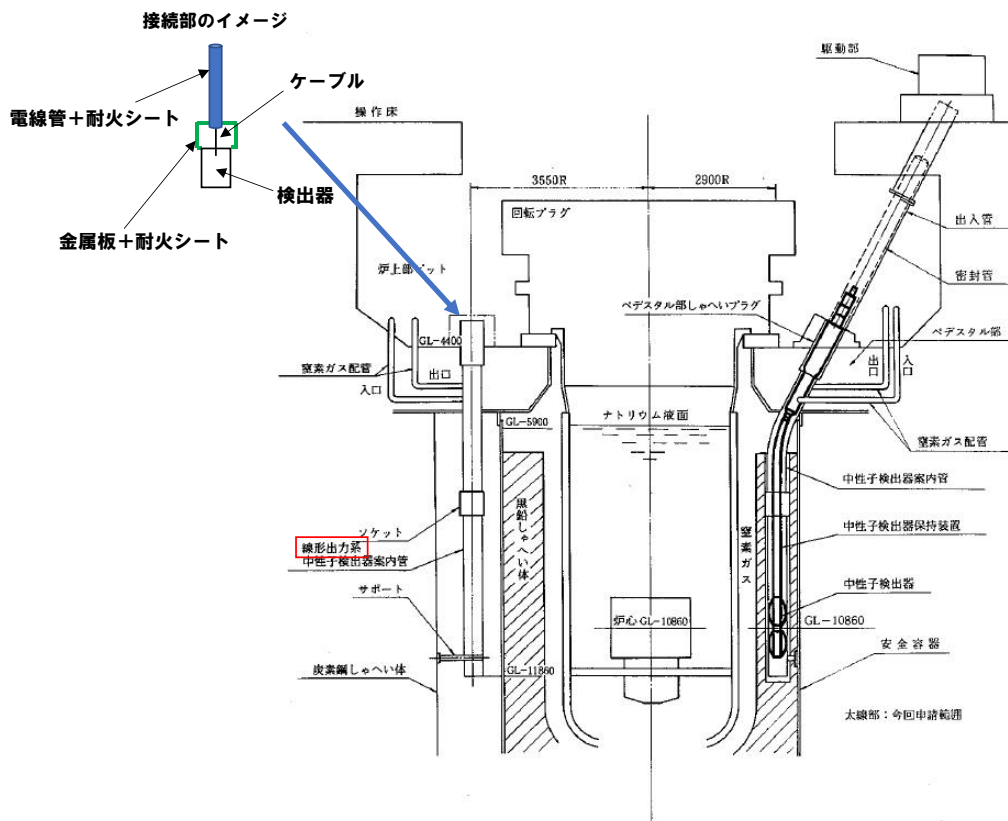 接続部のイメージ
ケーブル
電線管+耐火シート
検出器
金属板+耐火シート
駆動部
操作床
3550R
2900R
回転プラグ
出入管
炉上部ピット
密封管
ペデスタル部しゃへいプラグ
GL-4400
ペデスタル部
窒素ガス配管
出口
入口
出口
入口
ナトリウム液面
GL-5900
窒素ガス配管
中性子検出器案内管
黒鉛しゃへい体
窒素ガス
ソケット
中性子検出器保持装置
線形出力系
中性子検出器案内管
サポート
中性子検出器
炉心 GL-10860
GL-10860
安全容器
炭素鋼しゃへい体
GL-11860
太線部:今回申請範囲